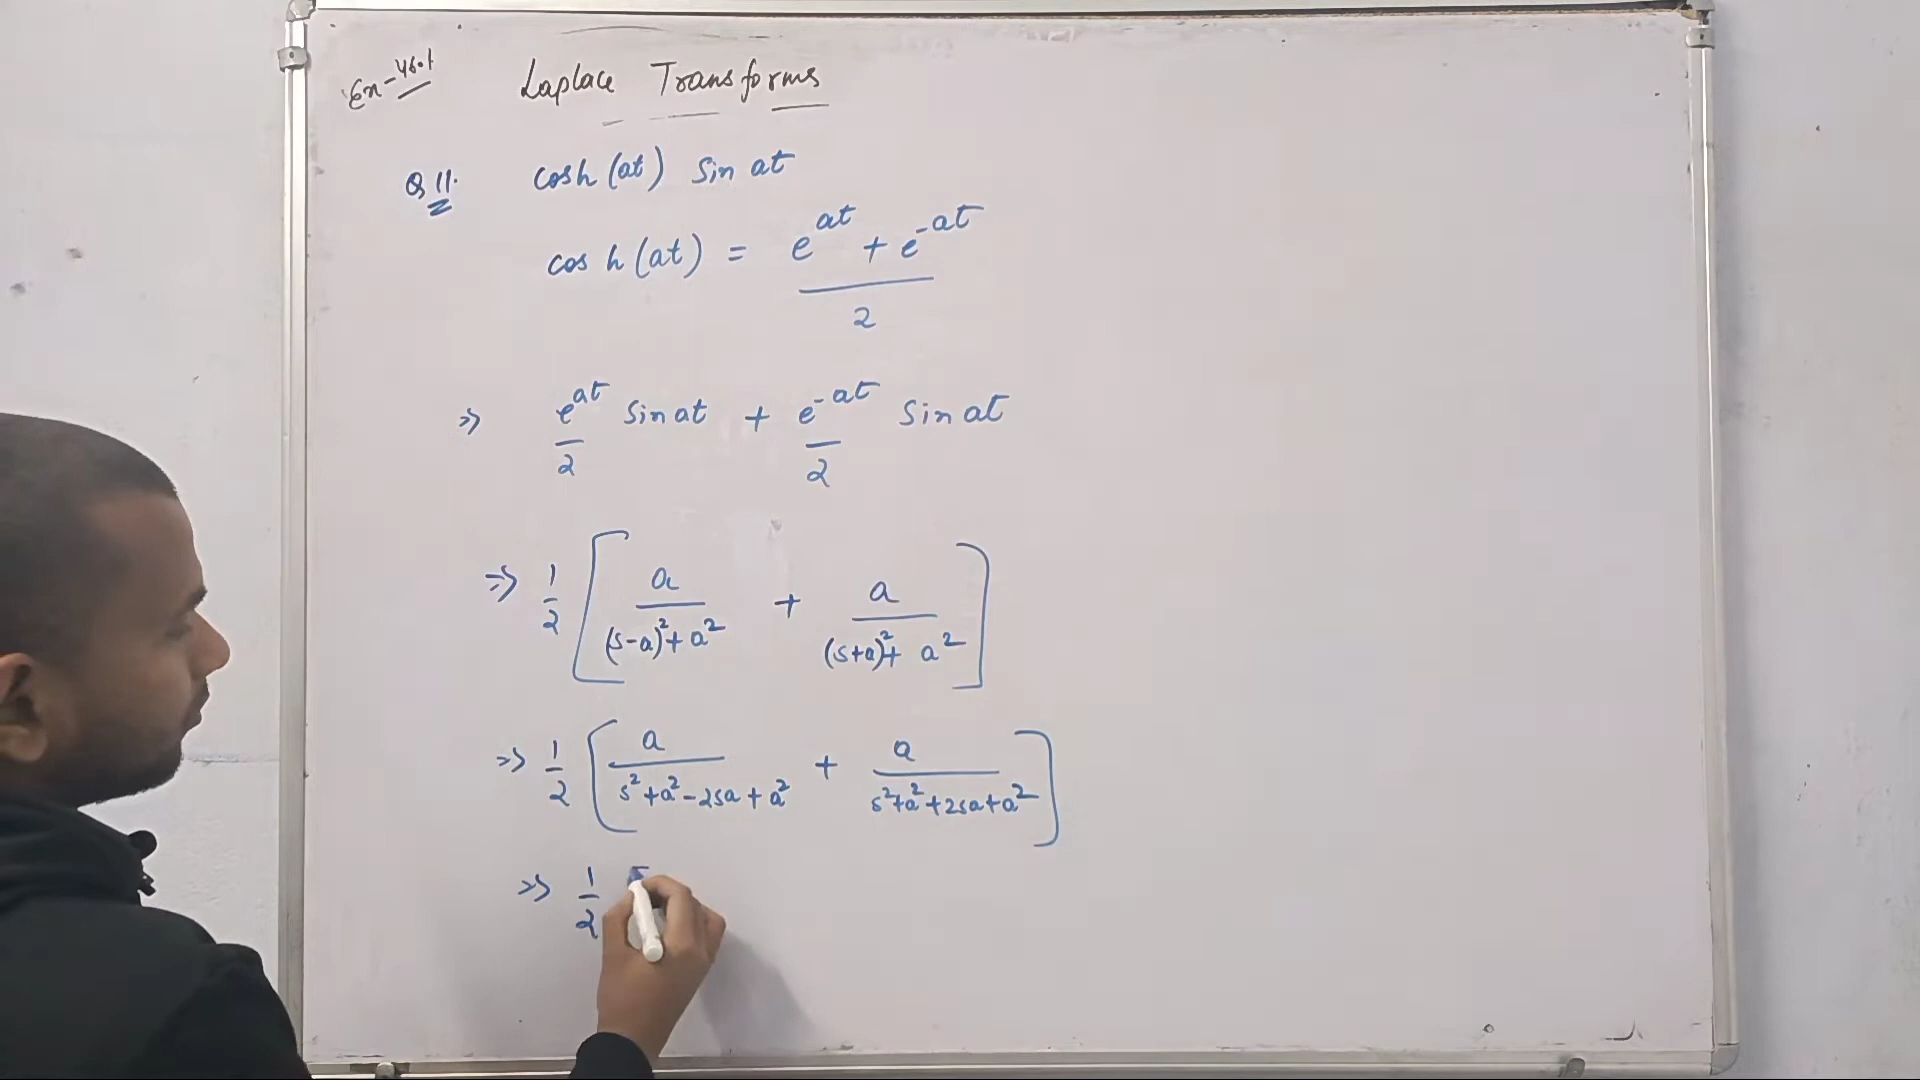 Ex-46.1 Laplace Transforms
Q 11. cosh (at) Sin at
cos h (at) = e^{at} + e^{-at} / 2
=> e^{at}/2 Sin at + e^{-at}/2 Sin at
=> 1/2 [ a/((s-a)^2 + a^2) + a/((s+a)^2 + a^2) ]
=> 1/2 [ a/(s^2 + a^2 - 2sa + a^2) + a/(s^2 + a^2 + 2sa + a^2) ]
=> 1/2